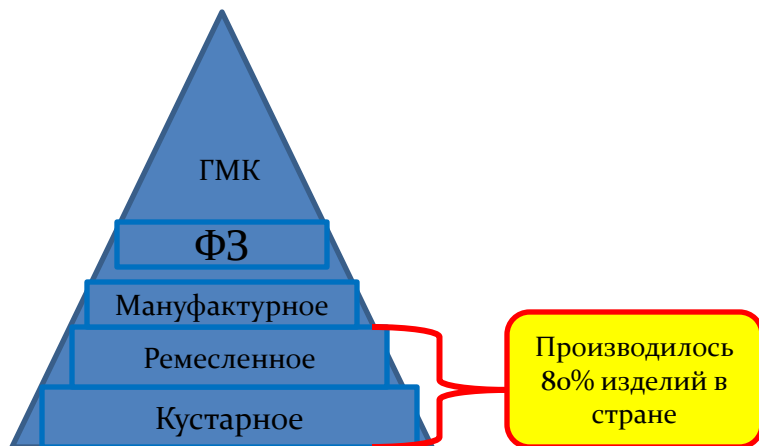 ГМК
ФЗ
Мануфактурное
Ремесленное
Кустарное
Производилось
80% изделий в
стране